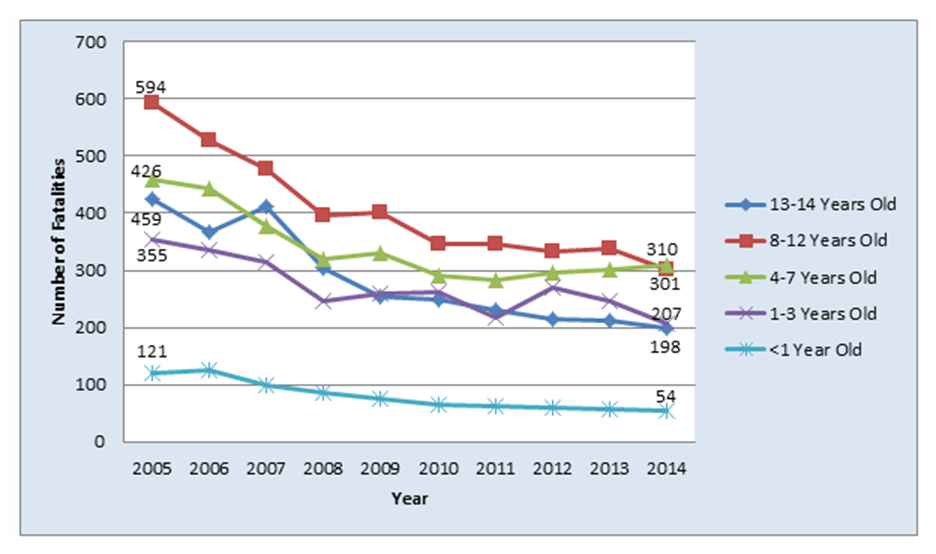 700
600
500
400
300
200
100
0
594
426
459
355
121
310
301
207
198
54
Number of Fatalities
2005 2006 2007 2008 2009 2010 2011 2012 2013 2014
Year
13-14 Years Old
8-12 Years Old
4-7 Years Old
1-3 Years Old
<1 Year Old